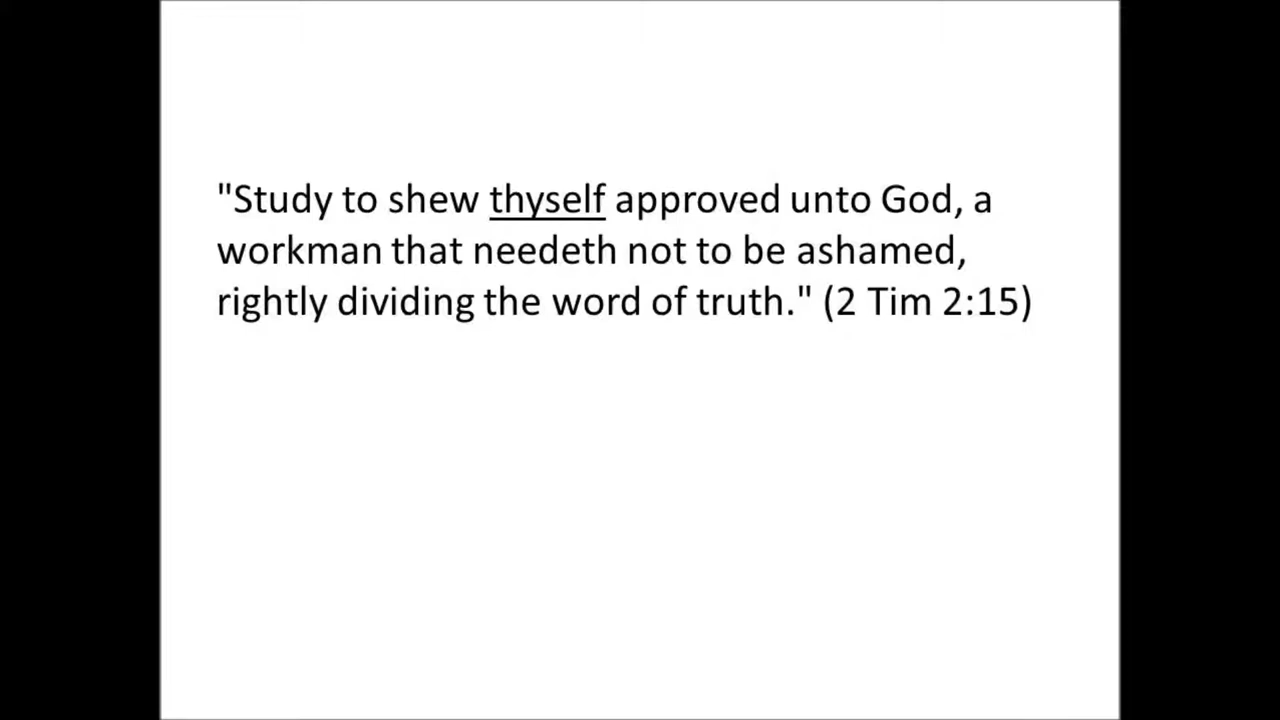 "Study to shew thyself approved unto God, a
workman that needeth not to be ashamed,
rightly dividing the word of truth." (2 Tim 2:15)